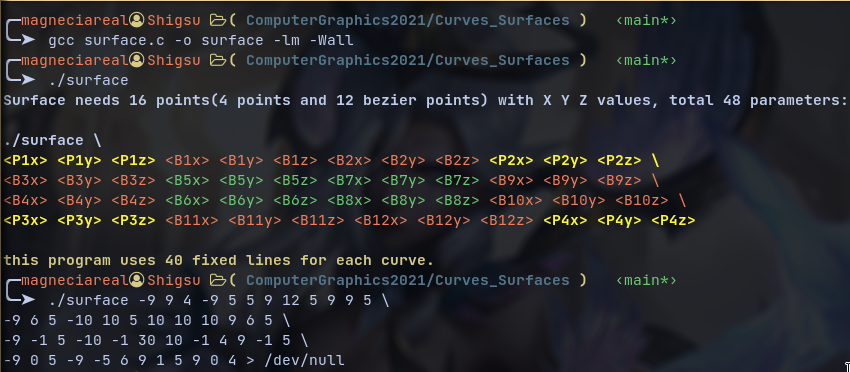 magneciareal Shigsu ( ComputerGraphics2021/Curves_Surfaces ) ‹main*›
gcc surface.c -o surface -lm -Wall
magneciareal Shigsu ( ComputerGraphics2021/Curves_Surfaces ) ‹main*›
./surface
Surface needs 16 points(4 points and 12 bezier points) with X Y Z values, total 48 parameters:
./surface \
<P1x> <P1y> <P1z> <B1x> <B1y> <B1z> <B2x> <B2y> <B2z> <P2x> <P2y> <P2z> \
<B3x> <B3y> <B3z> <B5x> <B5y> <B5z> <B7x> <B7y> <B7z> <B9x> <B9y> <B9z> \
<B4x> <B4y> <B4z> <B6x> <B6y> <B6z> <B8x> <B8y> <B8z> <B10x> <B10y> <B10z> \
<P3x> <P3y> <P3z> <B11x> <B11y> <B11z> <B12x> <B12y> <B12z> <P4x> <P4y> <P4z>
this program uses 40 fixed lines for each curve.
magneciareal Shigsu ( ComputerGraphics2021/Curves_Surfaces ) ‹main*›
./surface -9 9 4 -9 5 5 9 12 5 9 9 5 \
-9 6 5 -10 10 5 10 10 10 9 6 5 \
-9 -1 5 -10 -1 30 10 -1 4 9 -1 5 \
-9 0 5 -9 -5 6 9 1 5 9 0 4 > /dev/null